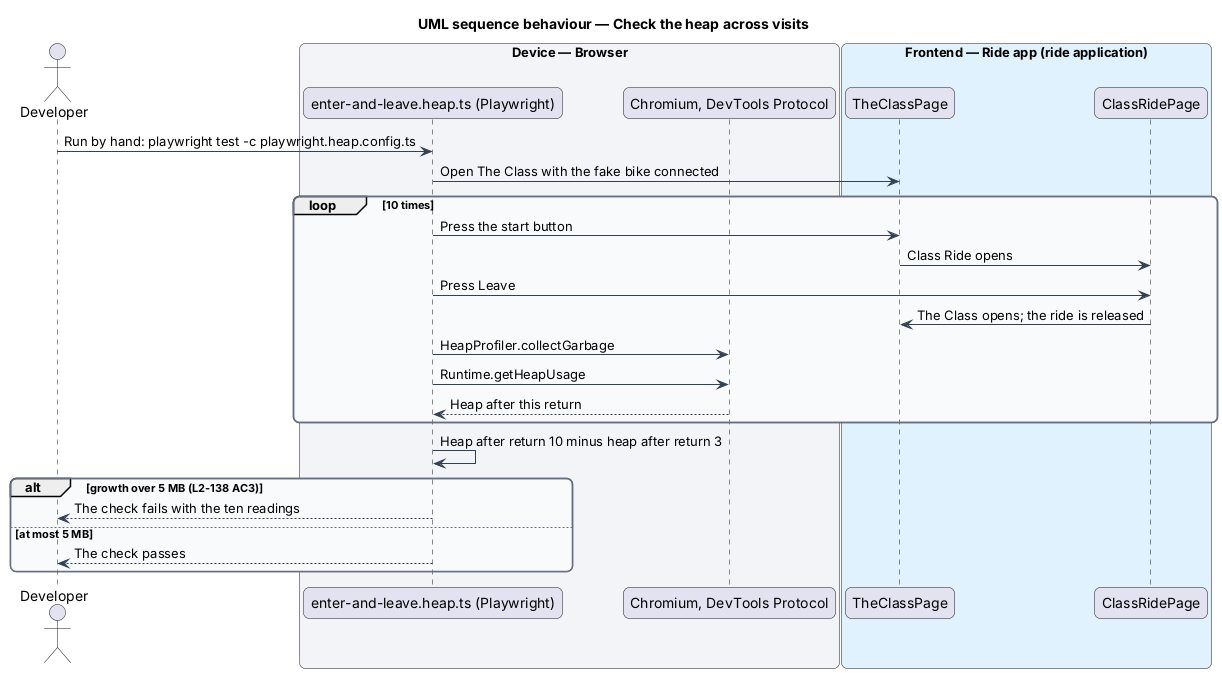 UML sequence behaviour — Check the heap across visits
Device — Browser
Frontend — Ride app (ride application)
Developer
enter-and-leave.heap.ts (Playwright)
Chromium, DevTools Protocol
TheClassPage
ClassRidePage
Run by hand: playwright test -c playwright.heap.config.ts
Open The Class with the fake bike connected
loop
[10 times]
Press the start button
Class Ride opens
Press Leave
The Class opens; the ride is released
HeapProfiler.collectGarbage
Runtime.getHeapUsage
Heap after this return
Heap after return 10 minus heap after return 3
alt
[growth over 5 MB (L2-138 AC3)]
The check fails with the ten readings
[at most 5 MB]
The check passes
Developer
enter-and-leave.heap.ts (Playwright)
Chromium, DevTools Protocol
TheClassPage
ClassRidePage